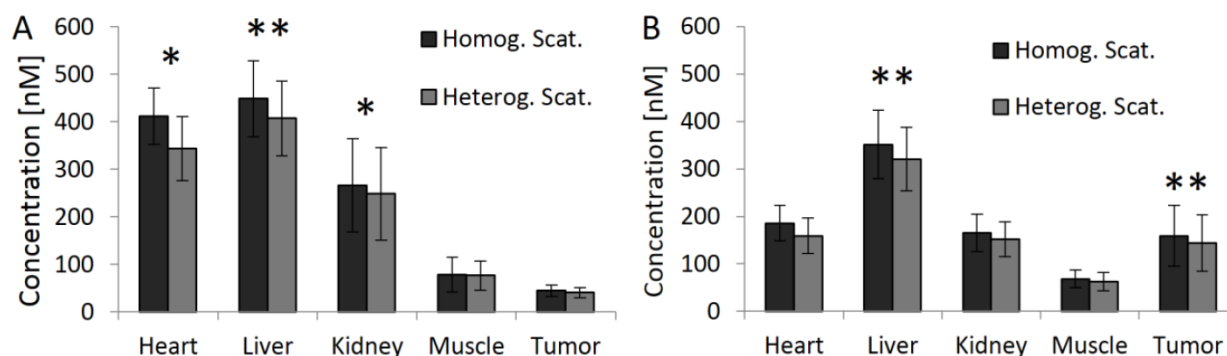 A
Concentration [nM]
600
500
400
300
200
100
0
*
**
*
Homog. Scat.
Heterog. Scat.
Heart Liver Kidney Muscle Tumor
B
Concentration [nM]
600
500
400
300
200
100
0
**
**
Homog. Scat.
Heterog. Scat.
Heart Liver Kidney Muscle Tumor